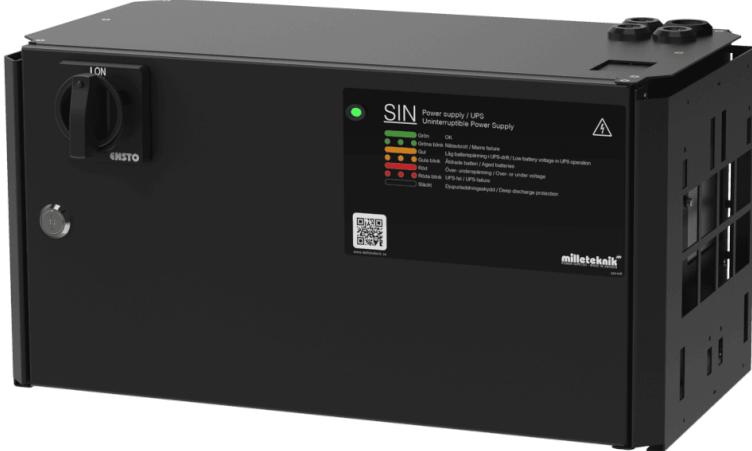 I ON
ENSTO
SIN Power supply / UPS
Uninterruptible Power Supply
Grön OK
Gröna blink Nätavbrott / Mains failure
Gul Låg batterispänning i UPS-drift / Low battery voltage in UPS operation
Gula blink Åldrade batteri / Aged batteries
Röd Över- underspänning / Over- or under voltage
Röda blink UPS-fel / UPS-failure
Släckt Djupurladdningsskydd / Deep discharge protection
milleteknik